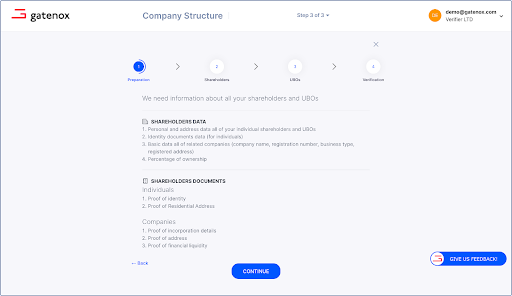 gatenox
Company Structure
Step 3 of 3
De
demo@gatenox.com
Verifier LTD
1
2
3
4
Preparation
Shareholders
UBOs
Verification
We need information about all your shareholders and UBOs
SHAREHOLDERS DATA
1. Personal and address data all of your individual shareholders and UBOs
2. Identity documents data (for individuals)
3. Basic data all of related companies (company name, registration number, business type,
registered address)
4. Percentage of ownership
SHAREHOLDERS DOCUMENTS
Individuals
1. Proof of identity
2. Proof of Residential Address
Companies
1. Proof of incorporation details
2. Proof of address
3. Proof of financial liquidity
← Back
CONTINUE
GIVE US FEEDBACK!